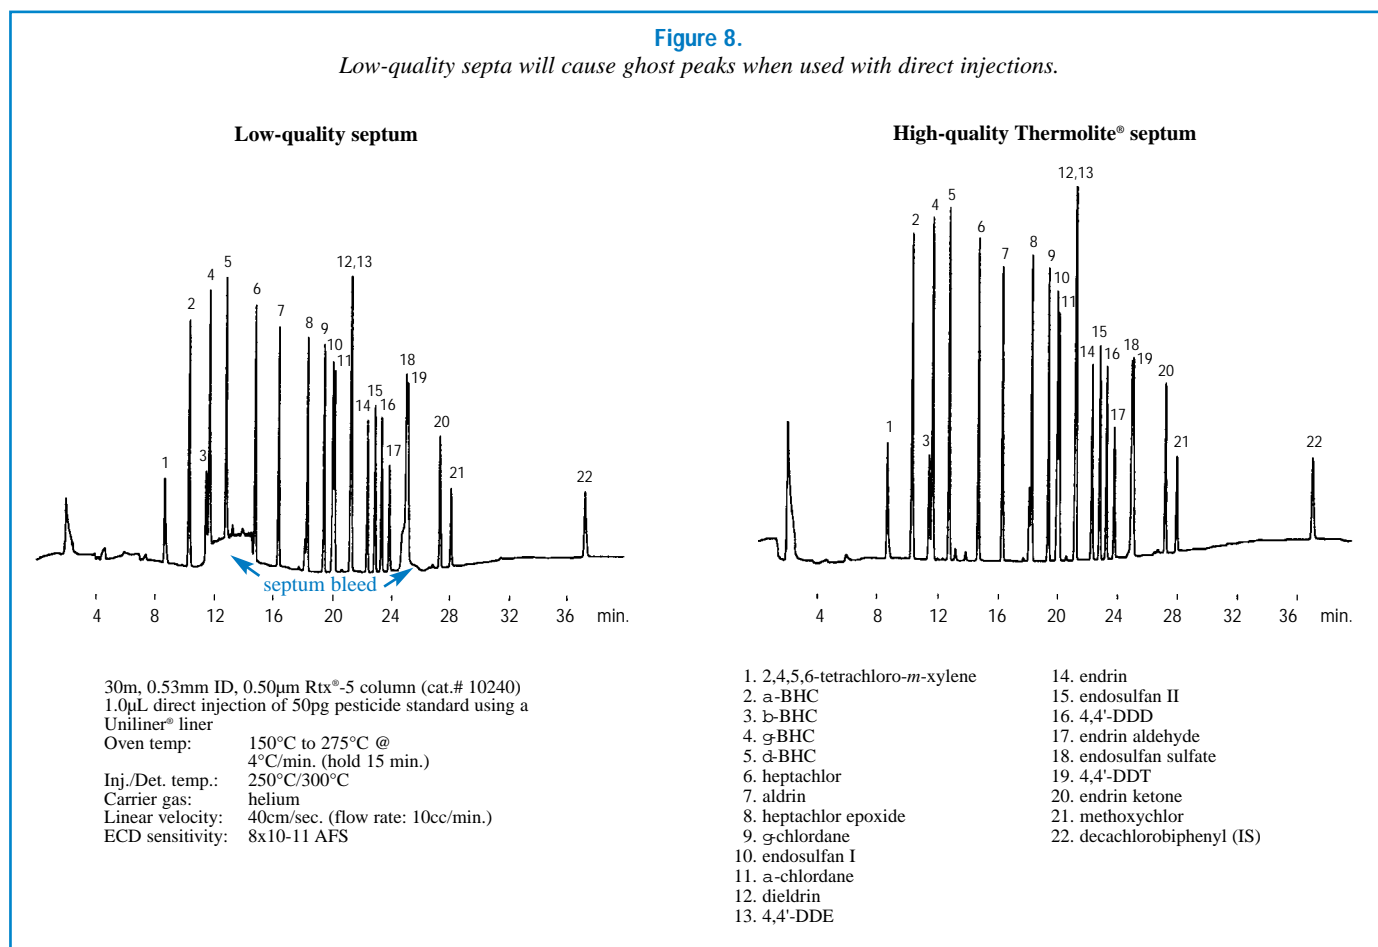 Figure 8.
Low-quality septa will cause ghost peaks when used with direct injections.
Low-quality septum
2
4
5
6
7
8
9
10
11
12,13
14
15
16
17
18
19
20
21
22
1
3
septum bleed
4 8 12 16 20 24 28 32 36 min.
30m, 0.53mm ID, 0.50µm Rtx®-5 column (cat.# 10240)
1.0µL direct injection of 50pg pesticide standard using a
Uniliner® liner
Oven temp: 150°C to 275°C @
4°C/min. (hold 15 min.)
Inj./Det. temp.: 250°C/300°C
Carrier gas: helium
Linear velocity: 40cm/sec. (flow rate: 10cc/min.)
ECD sensitivity: 8x10-11 AFS
High-quality Thermolite® septum
12,13
5
4
2
6
7
8
9
10
11
15
14
16
18
19
20
17
1
3
21
22
4 8 12 16 20 24 28 32 36 min.
1. 2,4,5,6-tetrachloro-m-xylene
2. a-BHC
3. b-BHC
4. g-BHC
5. d-BHC
6. heptachlor
7. aldrin
8. heptachlor epoxide
9. g-chlordane
10. endosulfan I
11. a-chlordane
12. dieldrin
13. 4,4'-DDE
14. endrin
15. endosulfan II
16. 4,4'-DDD
17. endrin aldehyde
18. endosulfan sulfate
19. 4,4'-DDT
20. endrin ketone
21. methoxychlor
22. decachlorobiphenyl (IS)